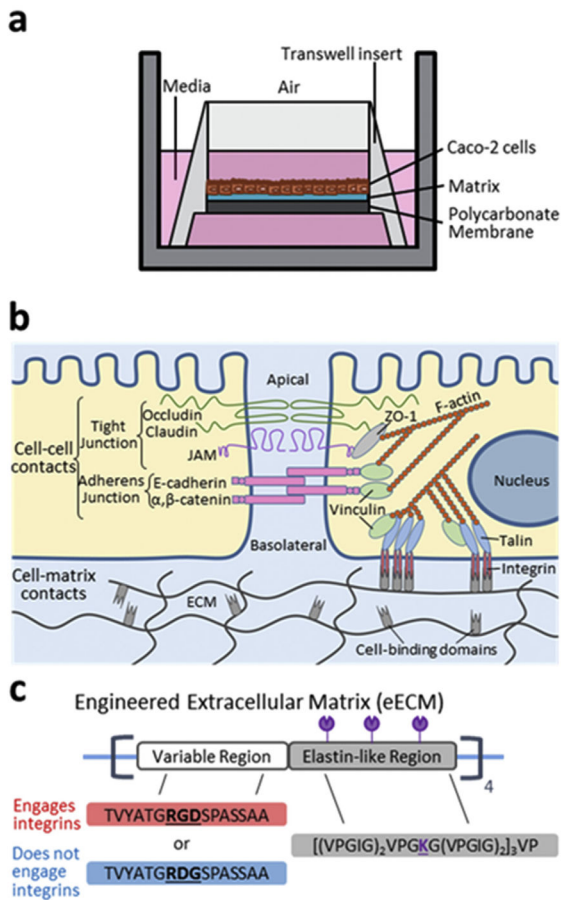 a
Transwell insert
Media
Air
Caco-2 cells
Matrix
Polycarbonate
Membrane
b
Apical
Occludin
Claudin
Tight
Junction
ZO-1
F-actin
Cell-cell
contacts
JAM
Adherens
Junction
E-cadherin
α,β-catenin
Nucleus
Vinculin
Talin
Basolateral
Integrin
Cell-matrix
contacts
ECM
Cell-binding domains
c
Engineered Extracellular Matrix (eECM)
Variable Region
Elastin-like Region
4
Engages
integrins
TVYATGRGDSPASSAA
or
[(VPGIG)2VPGKG(VPGIG)2]3VP
Does not
engage
integrins
TVYATGRDGSPASSAA